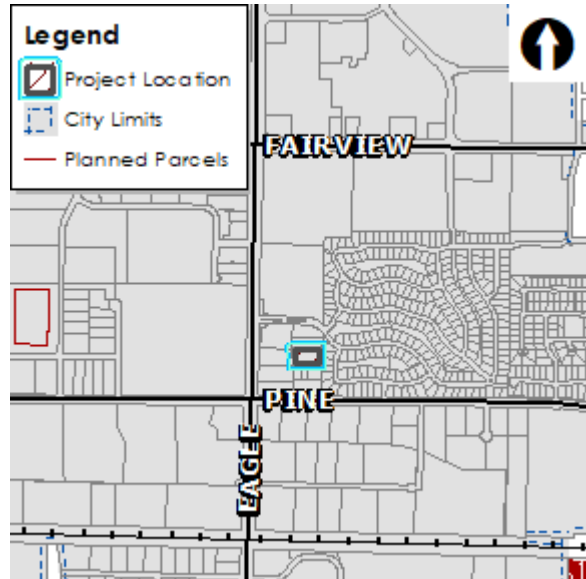 Legend
Project Location
City Limits
Planned Parcels
FAIRVIEW
PINE
EAGLE